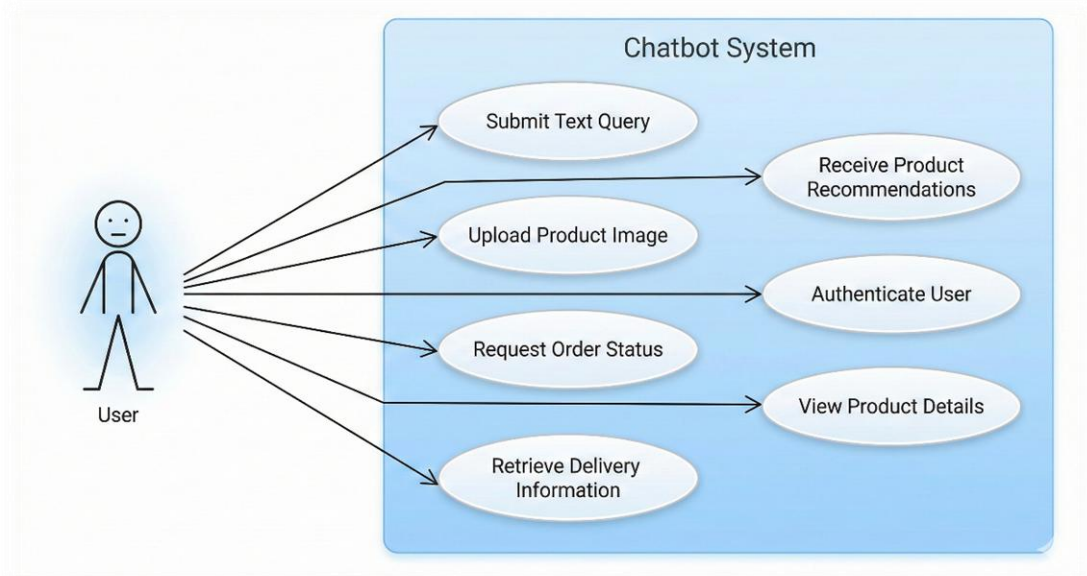 Chatbot System
Submit Text Query
Receive Product
Recommendations
Upload Product Image
Authenticate User
Request Order Status
View Product Details
User
Retrieve Delivery
Information